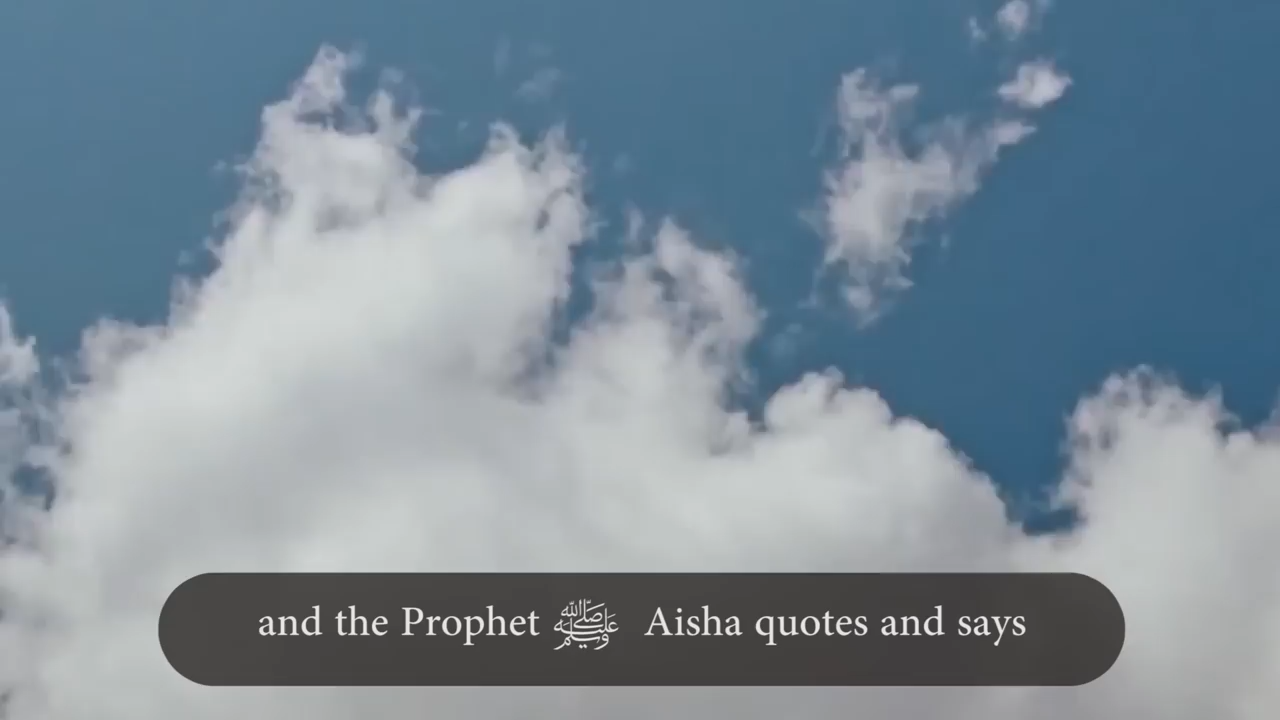 and the Prophet ﷺ Aisha quotes and says